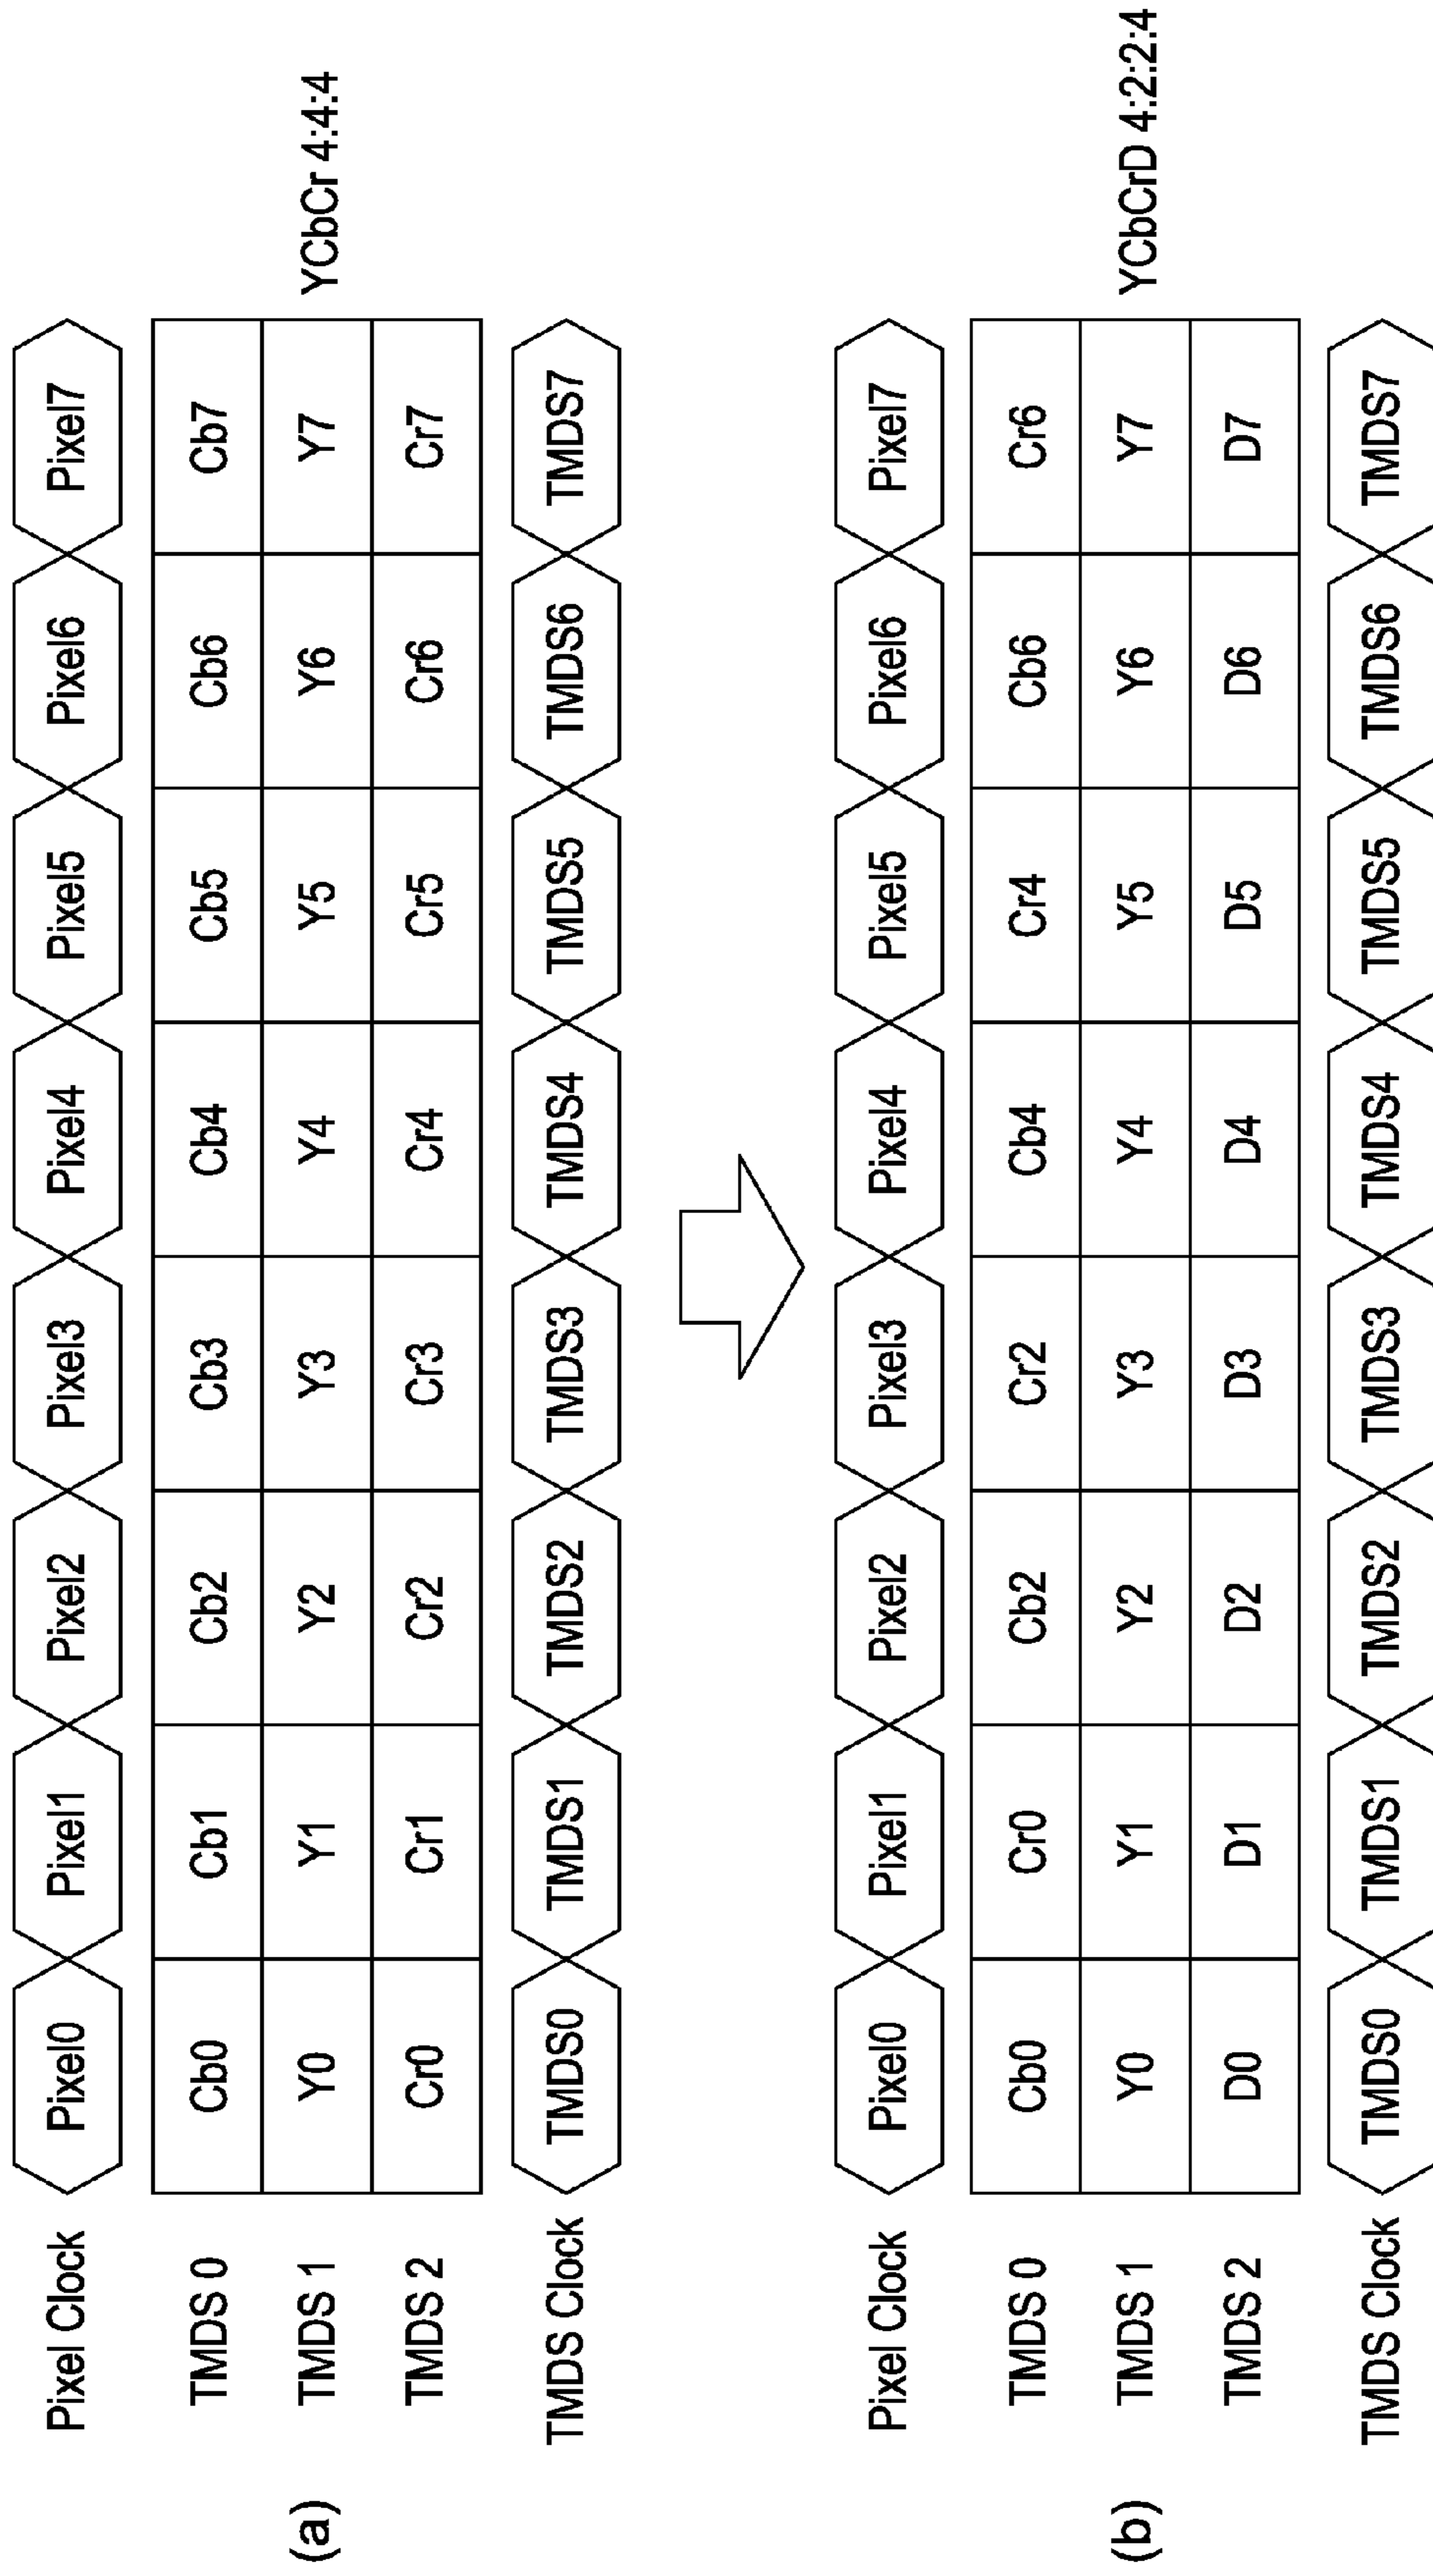 Pixel Clock Pixel0 Pixel1 Pixel2 Pixel3 Pixel4 Pixel5 Pixel6 Pixel7
TMDS 0 Cb0 Cb1 Cb2 Cb3 Cb4 Cb5 Cb6 Cb7
(a) TMDS 1 Y0 Y1 Y2 Y3 Y4 Y5 Y6 Y7 YCbCr 4:4:4
TMDS 2 Cr0 Cr1 Cr2 Cr3 Cr4 Cr5 Cr6 Cr7
TMDS Clock TMDS0 TMDS1 TMDS2 TMDS3 TMDS4 TMDS5 TMDS6 TMDS7
Pixel Clock Pixel0 Pixel1 Pixel2 Pixel3 Pixel4 Pixel5 Pixel6 Pixel7
TMDS 0 Cb0 Cr0 Cb2 Cr2 Cb4 Cr4 Cb6 Cr6
(b) TMDS 1 Y0 Y1 Y2 Y3 Y4 Y5 Y6 Y7 YCbCrD 4:2:2:4
TMDS 2 D0 D1 D2 D3 D4 D5 D6 D7
TMDS Clock TMDS0 TMDS1 TMDS2 TMDS3 TMDS4 TMDS5 TMDS6 TMDS7